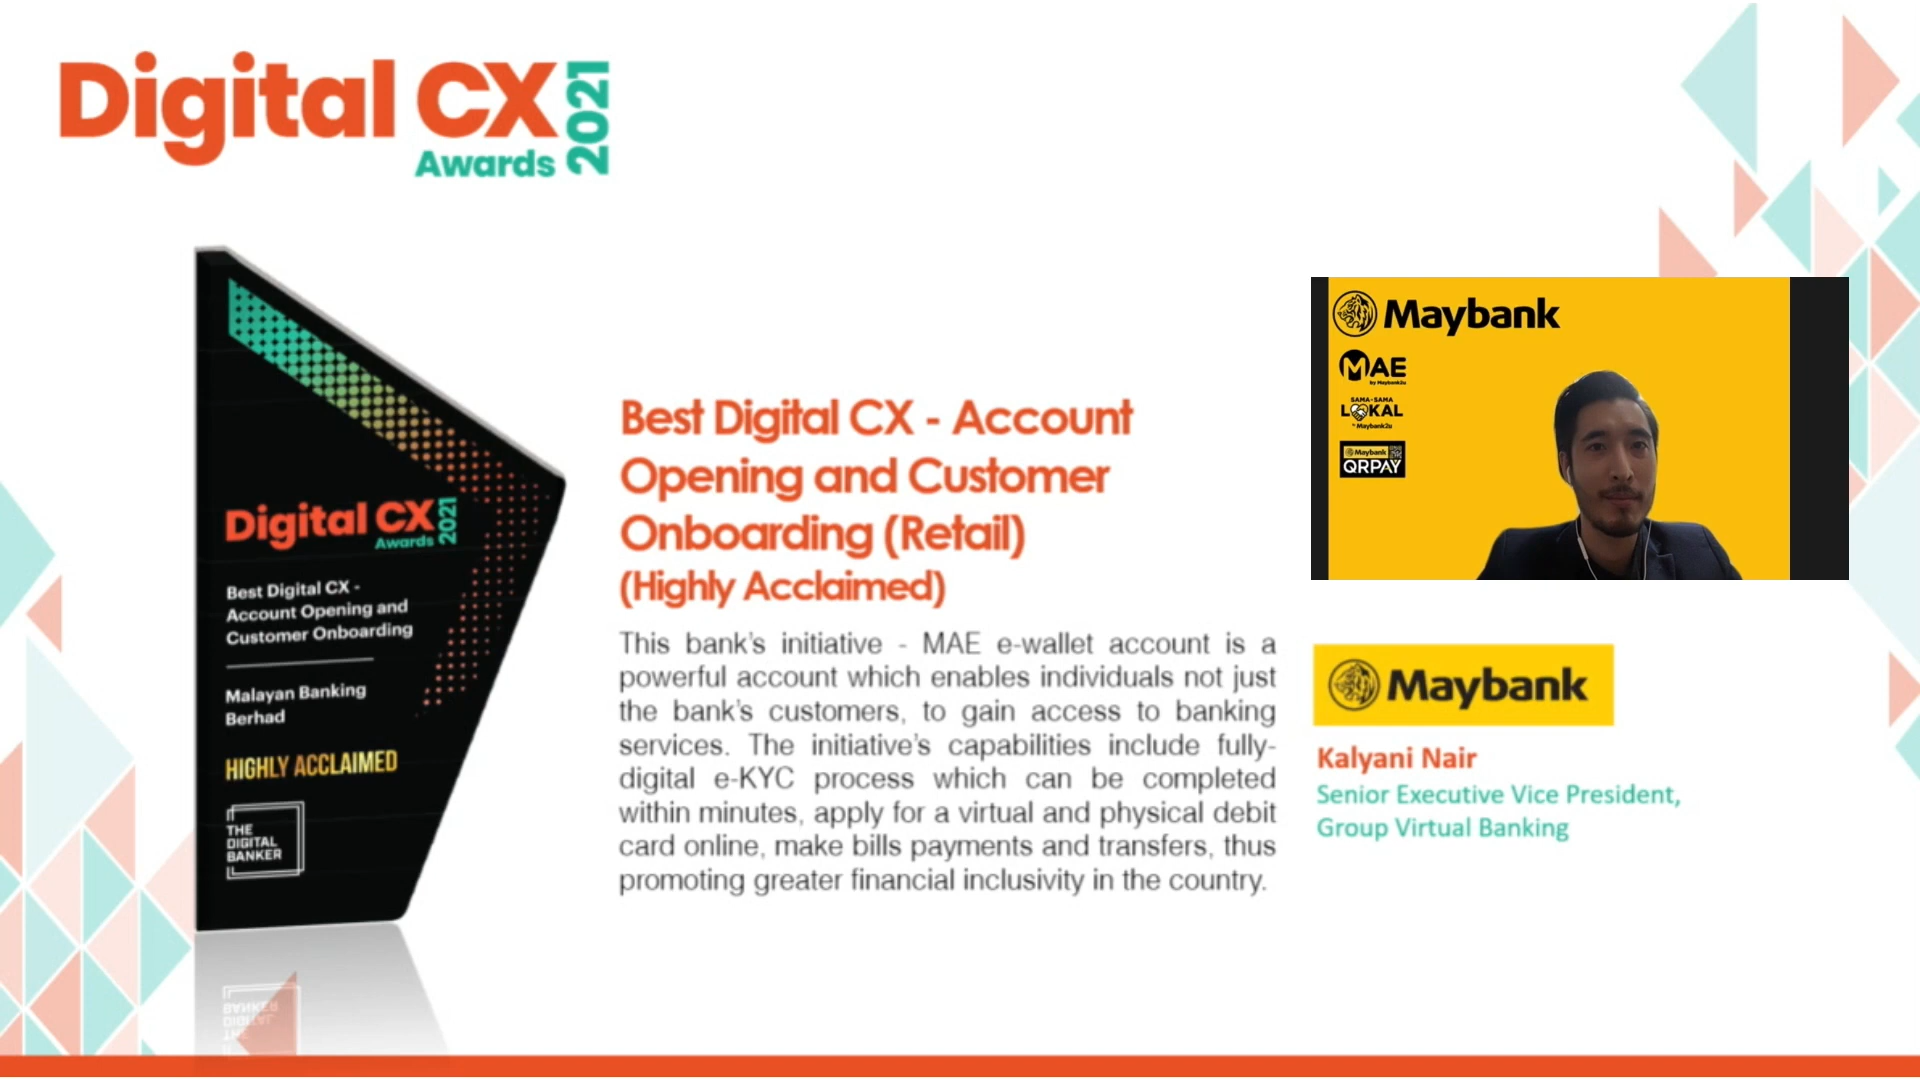 Digital CX
Awards
2021
Digital CX
Awards
2021
Best Digital CX -
Account Opening and
Customer Onboarding
Malayan Banking
Berhad
HIGHLY ACCLAIMED
THE
DIGITAL
BANKER
Best Digital CX - Account
Opening and Customer
Onboarding (Retail)
(Highly Acclaimed)
This bank's initiative - MAE e-wallet account is a
powerful account which enables individuals not just
the bank's customers, to gain access to banking
services. The initiative's capabilities include fully-
digital e-KYC process which can be completed
within minutes, apply for a virtual and physical debit
card online, make bills payments and transfers, thus
promoting greater financial inclusivity in the country.
Maybank
MAE
by Maybank2u
SAMA-SAMA
LOKAL
by Maybank2u
Maybank
QRPAY
Maybank
Kalyani Nair
Senior Executive Vice President,
Group Virtual Banking